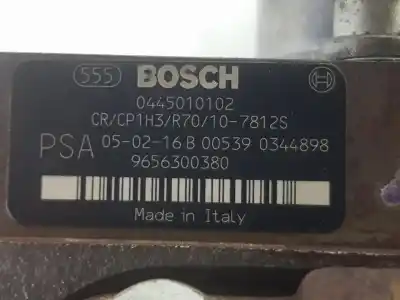 555 BOSCH
0445010102
CR/CP1H3/R70/10-7812S
PSA 05-02-16 B 00539 0344898
9656300380
Made in Italy